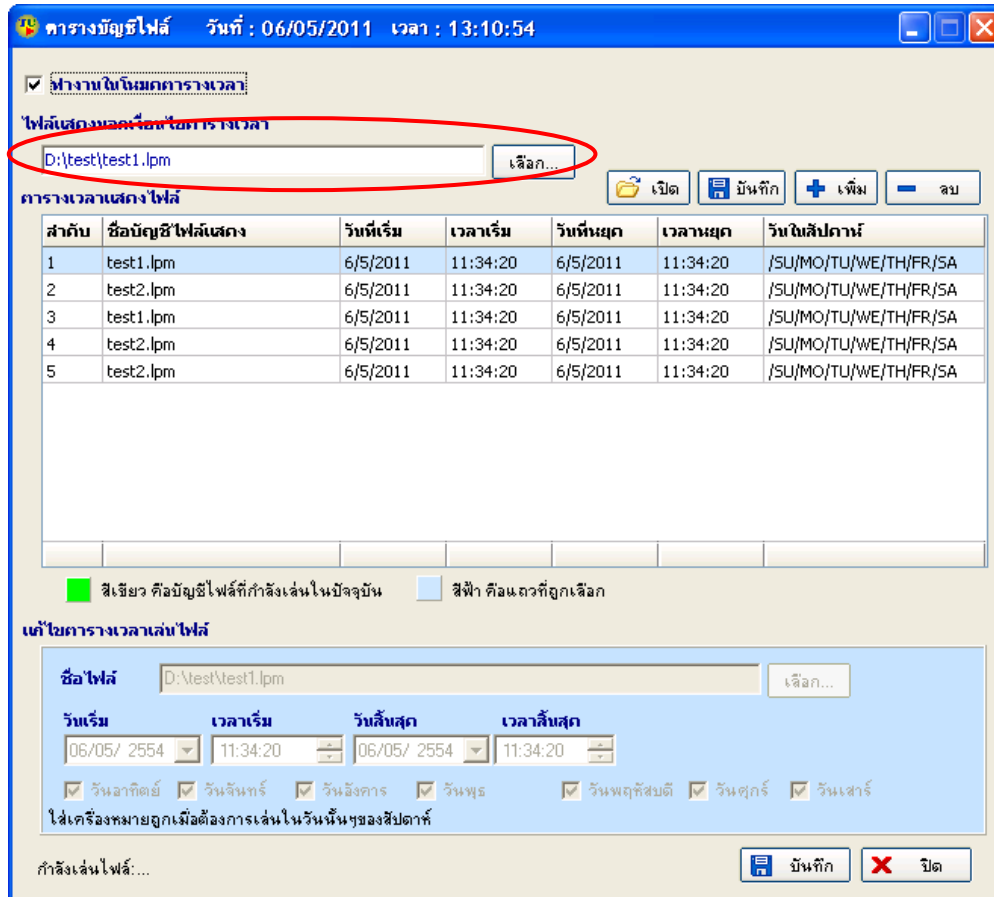 ตารางบัญชีไฟล์ วันที่ : 06/05/2011 เวลา : 13:10:54
ทำงานในโหมดตารางเวลา
ไฟล์แสดงนอกเงื่อนไขตารางเวลา
D:\test\test1.lpm เลือก...
เปิด บันทึก เพิ่ม ลบ
ตารางเวลาแสดงไฟล์
ลำดับ ชื่อบัญชีไฟล์แสดง วันที่เริ่ม เวลาเริ่ม วันที่หยุด เวลาหยุด วันในสัปดาห์
1 test1.lpm 6/5/2011 11:34:20 6/5/2011 11:34:20 /SU/MO/TU/WE/TH/FR/SA
2 test2.lpm 6/5/2011 11:34:20 6/5/2011 11:34:20 /SU/MO/TU/WE/TH/FR/SA
3 test1.lpm 6/5/2011 11:34:20 6/5/2011 11:34:20 /SU/MO/TU/WE/TH/FR/SA
4 test2.lpm 6/5/2011 11:34:20 6/5/2011 11:34:20 /SU/MO/TU/WE/TH/FR/SA
5 test2.lpm 6/5/2011 11:34:20 6/5/2011 11:34:20 /SU/MO/TU/WE/TH/FR/SA
สีเขียว คือบัญชีไฟล์ที่กำลังเล่นในปัจจุบัน สีฟ้า คือแถวที่ถูกเลือก
แก้ไขตารางเวลาเล่นไฟล์
ชื่อไฟล์ D:\test\test1.lpm เลือก...
วันเริ่ม เวลาเริ่ม วันสิ้นสุด เวลาสิ้นสุด
06/05/ 2554 11:34:20 06/05/ 2554 11:34:20
วันอาทิตย์ วันจันทร์ วันอังคาร วันพุธ วันพฤหัสบดี วันศุกร์ วันเสาร์
ใส่เครื่องหมายถูกเมื่อต้องการเล่นในวันนั้นๆของสัปดาห์
กำลังเล่นไฟล์:... บันทึก ปิด